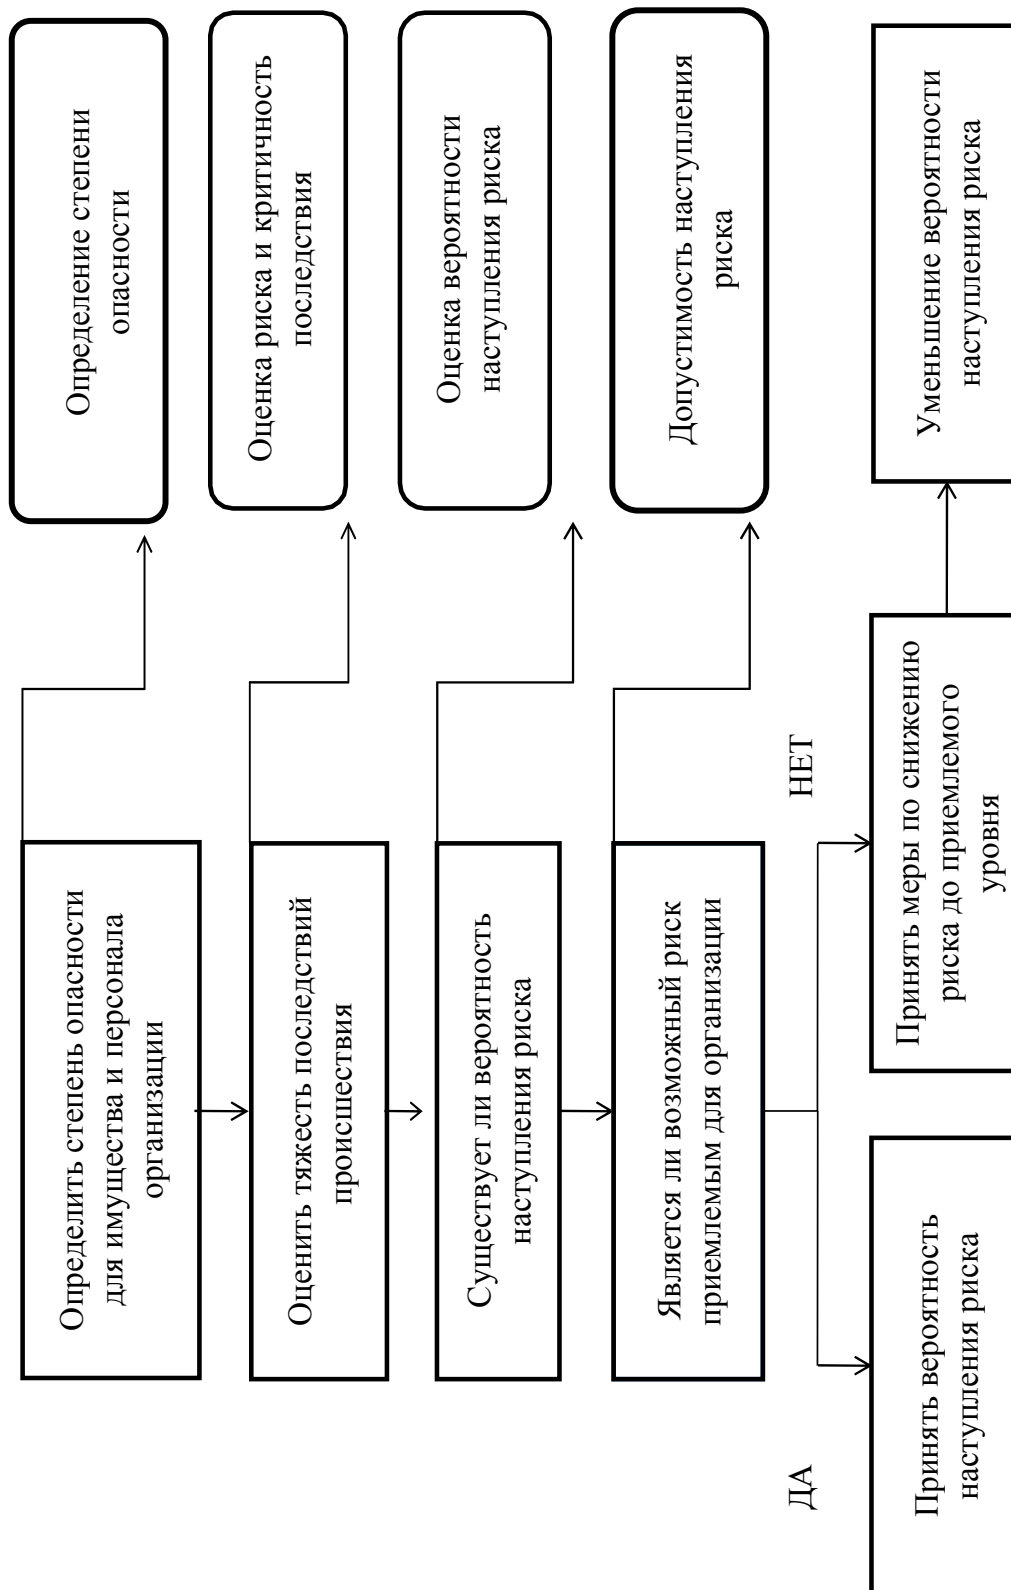 Определить степень опасности
для имущества и персонала
организации
Определение степени
опасности
Оценить тяжесть последствий
происшествия
Оценка риска и критичность
последствия
Существует ли вероятность
наступления риска
Оценка вероятности
наступления риска
Является ли возможный риск
приемлемым для организации
Допустимость наступления
риска
ДА
НЕТ
Принять вероятность
наступления риска
Принять меры по снижению
риска до приемлемого
уровня
Уменьшение вероятности
наступления риска